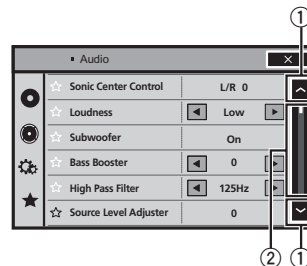 ①
Audio ×
Sonic Center Control L/R 0
Loudness Low
Subwoofer On
Bass Booster 0
High Pass Filter 125Hz
Source Level Adjuster 0
② ①